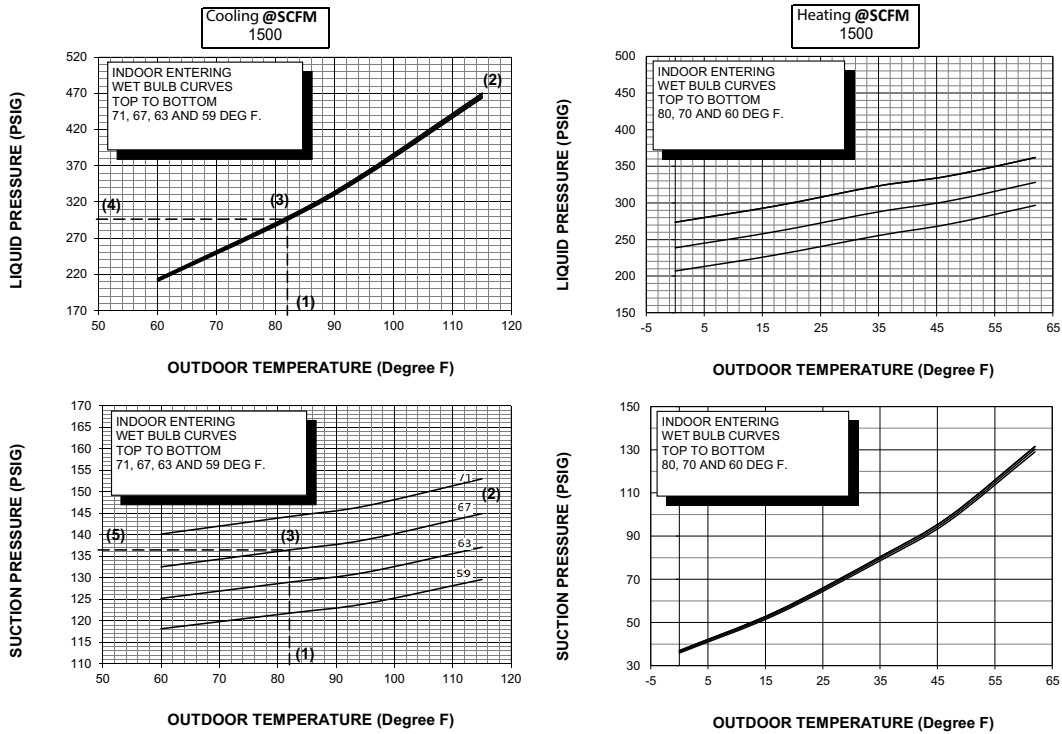 Cooling @SCFM
1500
520
470
420
370
320
270
220
170
LIQUID PRESSURE (PSIG)
INDOOR ENTERING
WET BULB CURVES
TOP TO BOTTOM
71, 67, 63 AND 59 DEG F.
(2)
(3)
(4)
(1)
50 60 70 80 90 100 110 120
OUTDOOR TEMPERATURE (Degree F)
Heating @SCFM
1500
500
450
400
350
300
250
200
150
LIQUID PRESSURE (PSIG)
INDOOR ENTERING
WET BULB CURVES
TOP TO BOTTOM
80, 70 AND 60 DEG F.
-5 5 15 25 35 45 55 65
OUTDOOR TEMPERATURE (Degree F)
170
165
160
155
150
145
140
135
130
125
120
115
110
SUCTION PRESSURE (PSIG)
INDOOR ENTERING
WET BULB CURVES
TOP TO BOTTOM
71, 67, 63 AND 59 DEG F.
71
(2)
67
(5)
(3)
63
59
(1)
50 60 70 80 90 100 110 120
OUTDOOR TEMPERATURE (Degree F)
150
130
110
90
70
50
30
SUCTION PRESSURE (PSIG)
INDOOR ENTERING
WET BULB CURVES
TOP TO BOTTOM
80, 70 AND 60 DEG F.
-5 5 15 25 35 45 55 65
OUTDOOR TEMPERATURE (Degree F)